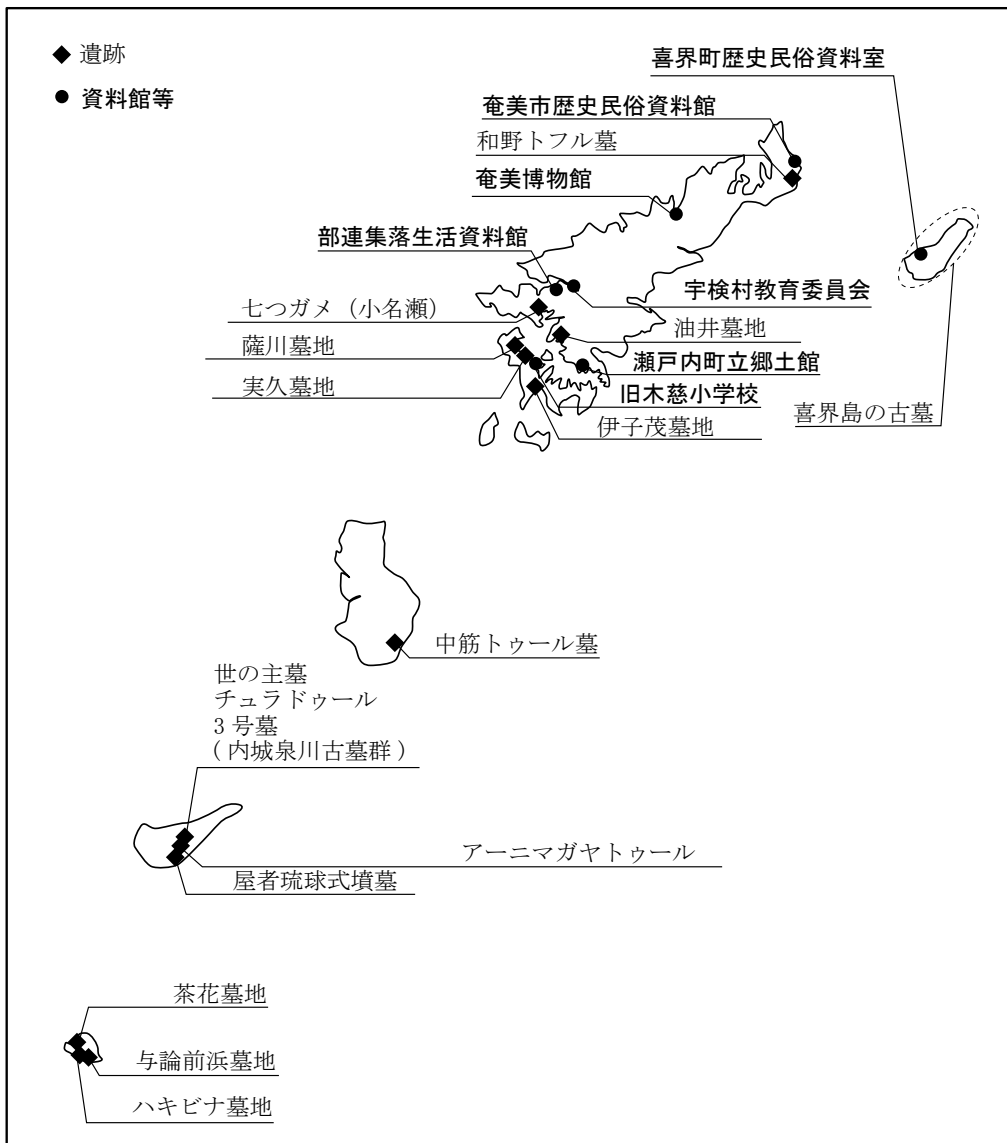 ◆ 遺跡
● 資料館等
喜界町歴史民俗資料室
奄美市歴史民俗資料館
和野トフル墓
奄美博物館
部連集落生活資料館
宇検村教育委員会
七つガメ（小名瀬）
油井墓地
薩川墓地
瀬戸内町立郷土館
実久墓地
旧木慈小学校
伊子茂墓地
喜界島の古墓
中筋トゥール墓
世の主墓
チュラドゥール
3 号墓
( 内城泉川古墓群 )
アーニマガヤトゥール
屋者琉球式墳墓
茶花墓地
与論前浜墓地
ハキビナ墓地